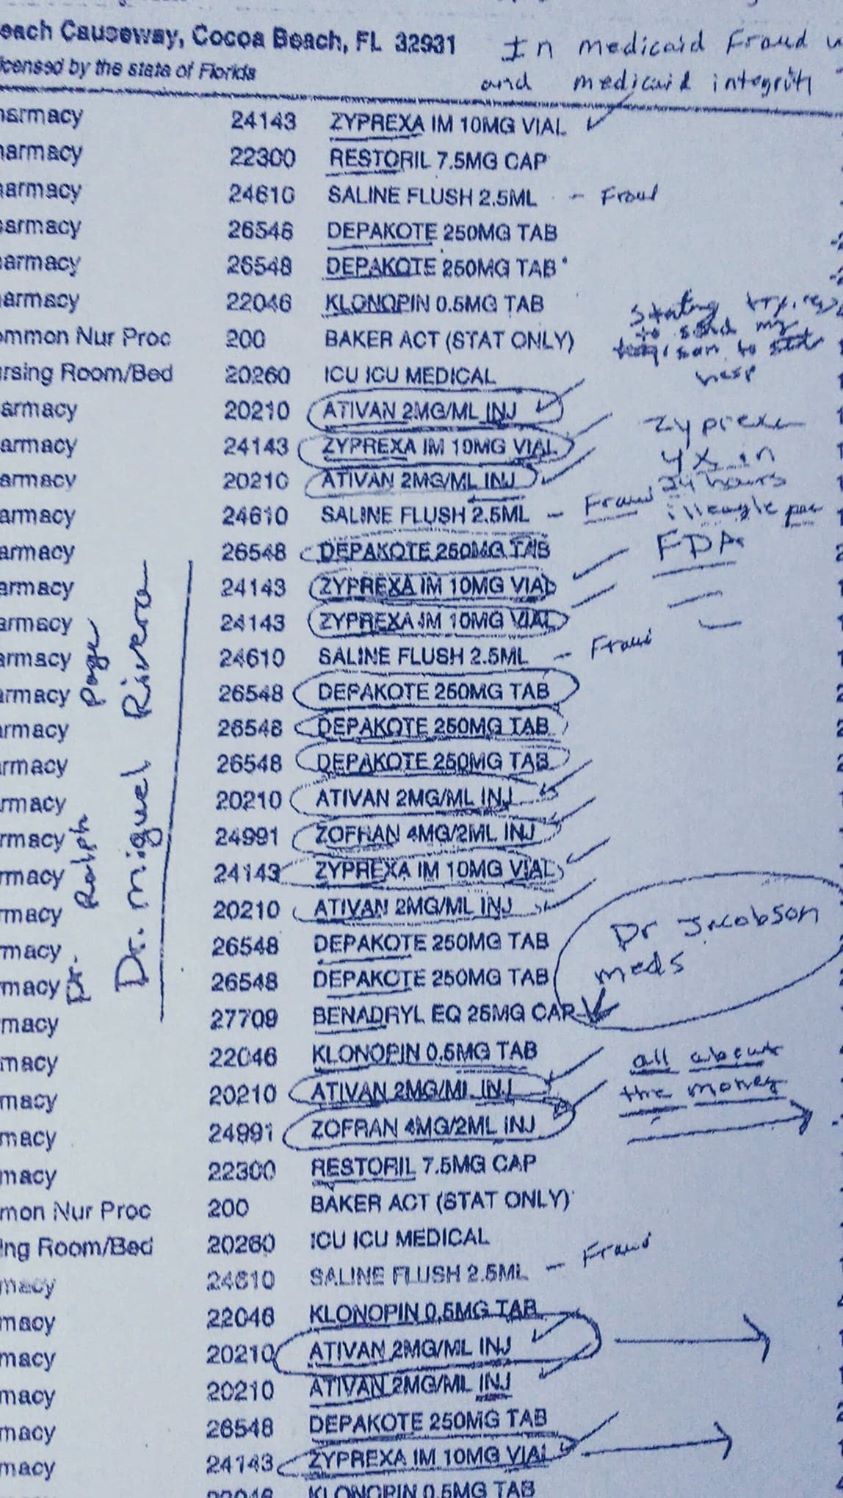 each Causeway, Cocoa Beach, FL 32931
In medicaid Fraud
icensed by the state of Florida
and medicaid integrity
harmacy 24143 ZYPREXA IM 10MG VIAL
harmacy 22300 RESTORIL 7.5MG CAP
armacy 24610 SALINE FLUSH 2.5ML - Fraud
armacy 26548 DEPAKOTE 250MG TAB
armacy 26548 DEPAKOTE 250MG TAB
armacy 22046 KLONOPIN 0.5MG TAB
stating trying
to send my
ommon Nur Proc 200 BAKER ACT (STAT ONLY)
son to state
ursing Room/Bed 20260 ICU ICU MEDICAL
hosp
armacy 20210 ATIVAN 2MG/ML INJ
Zyprexa
armacy 24143 ZYPREXA IM 10MG VIAL
4X in
armacy 20210 ATIVAN 2MG/ML INJ
24 hours
armacy 24610 SALINE FLUSH 2.5ML - Fraud
armacy 26548 DEPAKOTE 250MG TAB
FDA
armacy 24143 ZYPREXA IM 10MG VIAL
armacy 24143 ZYPREXA IM 10MG VIAL
armacy 24610 SALINE FLUSH 2.5ML - Fraud
armacy 26548 DEPAKOTE 250MG TAB
armacy 26548 DEPAKOTE 250MG TAB
rmacy 26548 DEPAKOTE 250MG TAB
rmacy 20210 ATIVAN 2MG/ML INJ
rmacy 24991 ZOFRAN 4MG/2ML INJ
rmacy 24143 ZYPREXA IM 10MG VIAL
rmacy 20210 ATIVAN 2MG/ML INJ
Dr. Ralph Page
Dr. Miguel Rivera
Dr Jacobson
meds
rmacy 26548 DEPAKOTE 250MG TAB
rmacy 26548 DEPAKOTE 250MG TAB
macy 27709 BENADRYL EQ 25MG CAP
macy 22046 KLONOPIN 0.5MG TAB
all about
the money
macy 20210 ATIVAN 2MG/ML INJ
macy 24991 ZOFRAN 4MG/2ML INJ
macy 22300 RESTORIL 7.5MG CAP
mon Nur Proc 200 BAKER ACT (STAT ONLY)
ing Room/Bed 20260 ICU ICU MEDICAL
macy 24610 SALINE FLUSH 2.5ML - Fraud
macy 22046 KLONOPIN 0.5MG TAB
macy 20210 ATIVAN 2MG/ML INJ
macy 20210 ATIVAN 2MG/ML INJ
macy 26548 DEPAKOTE 250MG TAB
macy 24143 ZYPREXA IM 10MG VIAL
22046 KLONOPIN 0.5MG TAB